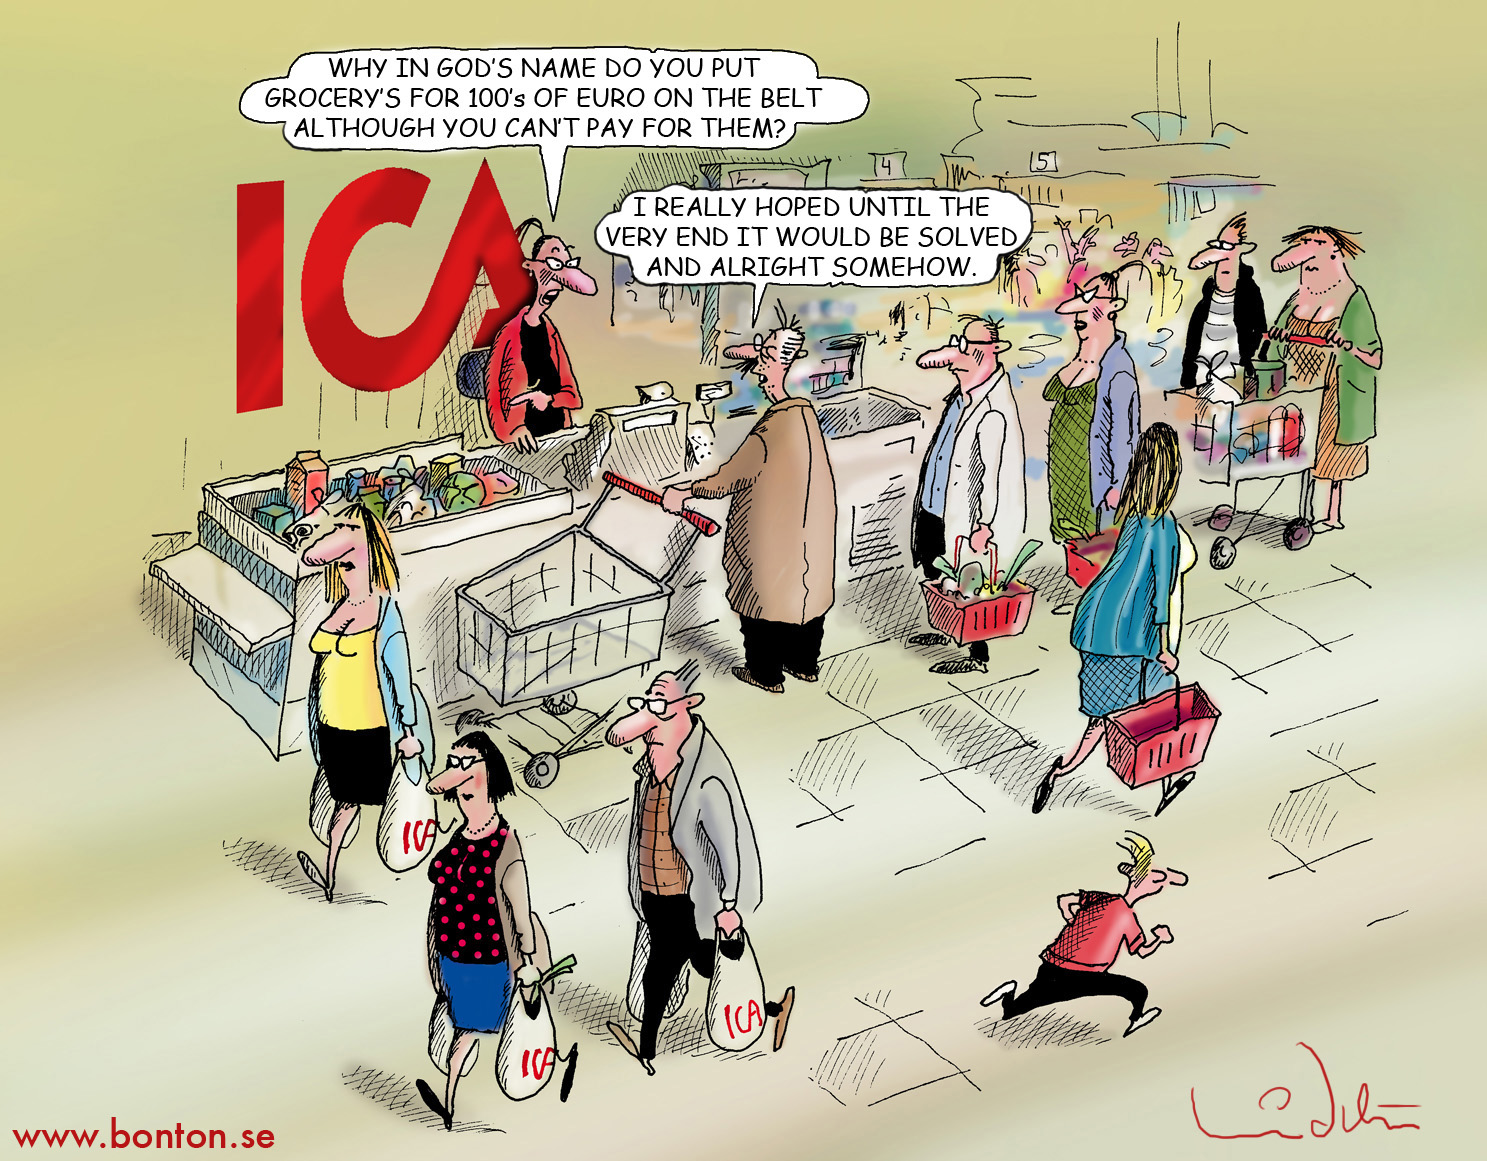 WHY IN GOD'S NAME DO YOU PUT
GROCERY'S FOR 100's OF EURO ON THE BELT
ALTHOUGH YOU CAN'T PAY FOR THEM?
ICA
I REALLY HOPED UNTIL THE
VERY END IT WOULD BE SOLVED
AND ALRIGHT SOMEHOW.
4
5
ICA
ICA
ICA
www.bonton.se